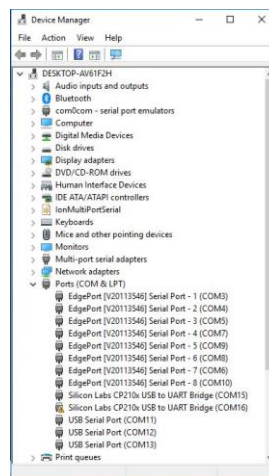 Device Manager
File Action View Help
DESKTOP-AV61F2H
Audio inputs and outputs
Bluetooth
com0com - serial port emulators
Computer
Digital Media Devices
Disk drives
Display adapters
DVD/CD-ROM drives
Human Interface Devices
IDE ATA/ATAPI controllers
IonMultiPortSerial
Keyboards
Mice and other pointing devices
Monitors
Multi-port serial adapters
Network adapters
Ports (COM & LPT)
EdgePort [V20113546] Serial Port - 1 (COM3)
EdgePort [V20113546] Serial Port - 2 (COM4)
EdgePort [V20113546] Serial Port - 3 (COM5)
EdgePort [V20113546] Serial Port - 4 (COM7)
EdgePort [V20113546] Serial Port - 5 (COM9)
EdgePort [V20113546] Serial Port - 6 (COM8)
EdgePort [V20113546] Serial Port - 7 (COM6)
EdgePort [V20113546] Serial Port - 8 (COM10)
Silicon Labs CP210x USB to UART Bridge (COM15)
Silicon Labs CP210x USB to UART Bridge (COM16)
USB Serial Port (COM11)
USB Serial Port (COM12)
USB Serial Port (COM13)
Print queues